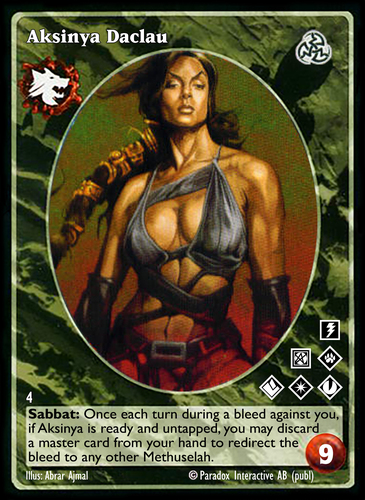 Aksinya Daclau
4
Sabbat: Once each turn during a bleed against you,
if Aksinya is ready and untapped, you may discard
a master card from your hand to redirect the
bleed to any other Methuselah.
9
Illus: Abrar Ajmal
© Paradox Interactive AB (publ)